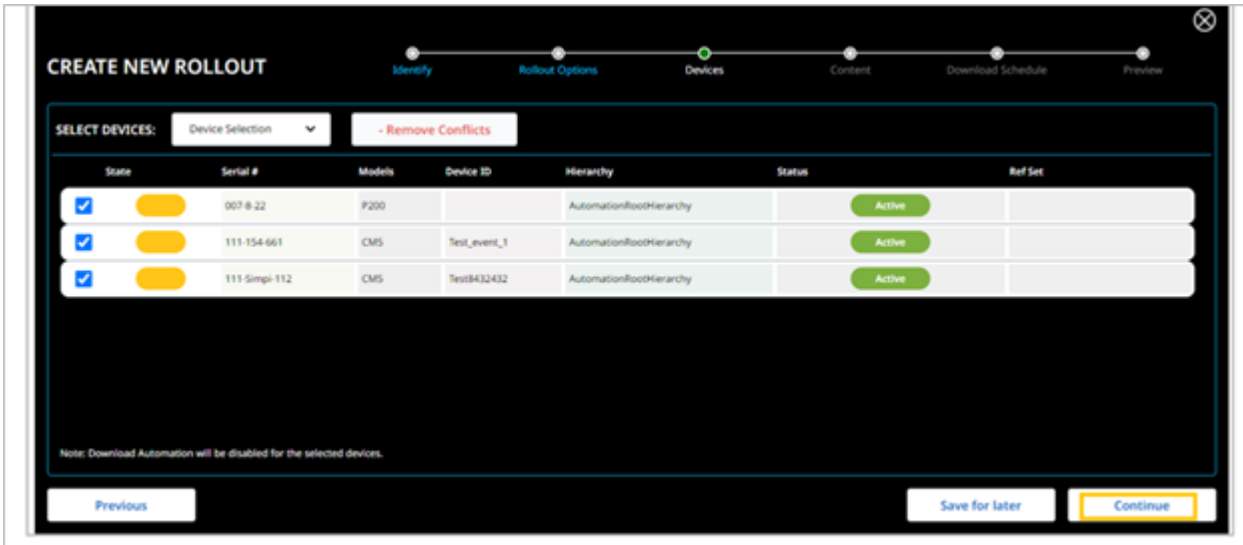 CREATE NEW ROLLOUT
Identify
Rollout Options
Devices
Content
Download Schedule
Preview
SELECT DEVICES:
Device Selection
- Remove Conflicts
State Serial # Models Device ID Hierarchy Status Ref Set
007-8-22 P200 AutomationRootHierarchy Active
111-154-661 CM5 Test_event_1 AutomationRootHierarchy Active
111-Simpi-112 CM5 Test8432432 AutomationRootHierarchy Active
Note: Download Automation will be disabled for the selected devices.
Previous
Save for later
Continue